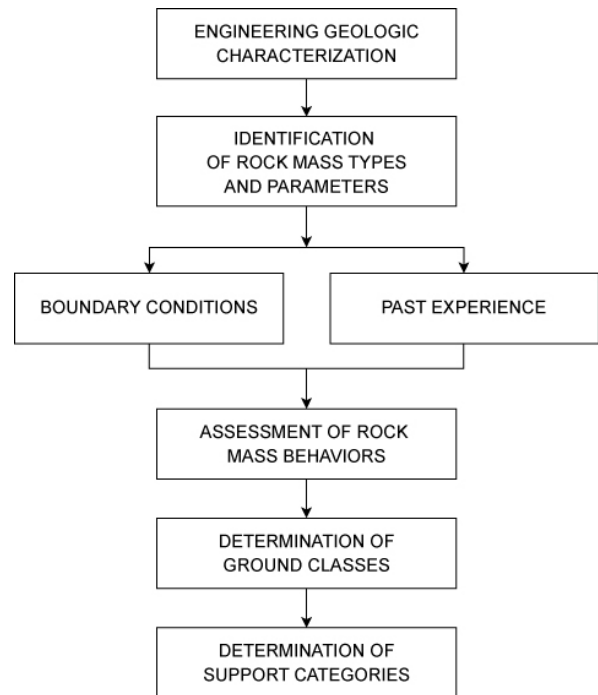 ENGINEERING GEOLOGIC
CHARACTERIZATION
IDENTIFICATION
OF ROCK MASS TYPES
AND PARAMETERS
BOUNDARY CONDITIONS
PAST EXPERIENCE
ASSESSMENT OF ROCK
MASS BEHAVIORS
DETERMINATION OF
GROUND CLASSES
DETERMINATION OF
SUPPORT CATEGORIES